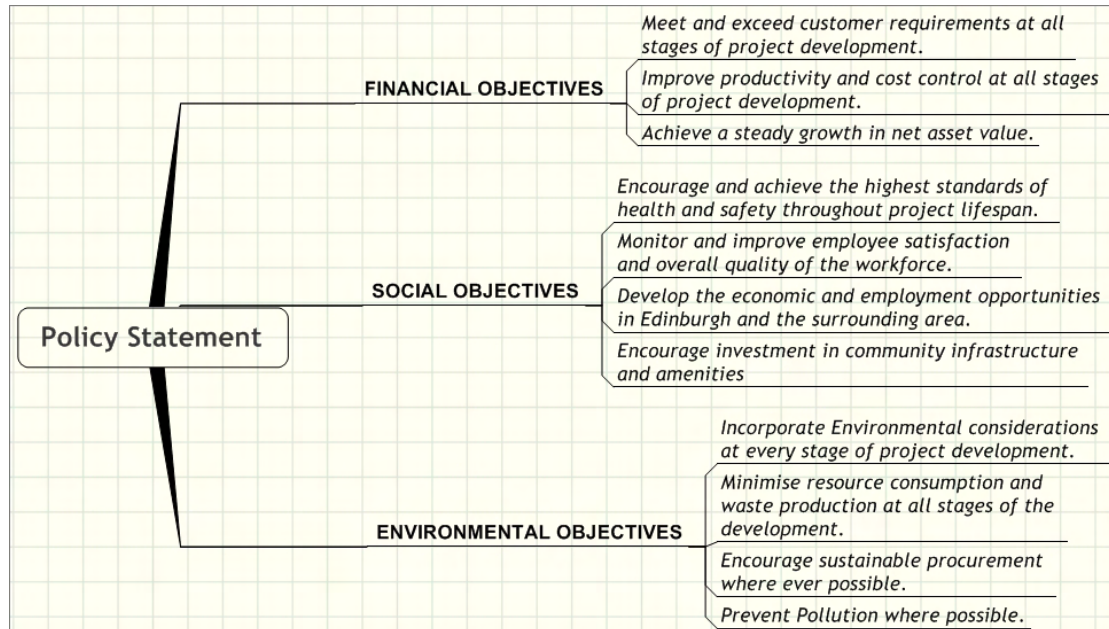 Policy Statement
FINANCIAL OBJECTIVES
Meet and exceed customer requirements at all
stages of project development.
Improve productivity and cost control at all stages
of project development.
Achieve a steady growth in net asset value.
SOCIAL OBJECTIVES
Encourage and achieve the highest standards of
health and safety throughout project lifespan.
Monitor and improve employee satisfaction
and overall quality of the workforce.
Develop the economic and employment opportunities
in Edinburgh and the surrounding area.
Encourage investment in community infrastructure
and amenities
ENVIRONMENTAL OBJECTIVES
Incorporate Environmental considerations
at every stage of project development.
Minimise resource consumption and
waste production at all stages of the
development.
Encourage sustainable procurement
where ever possible.
Prevent Pollution where possible.